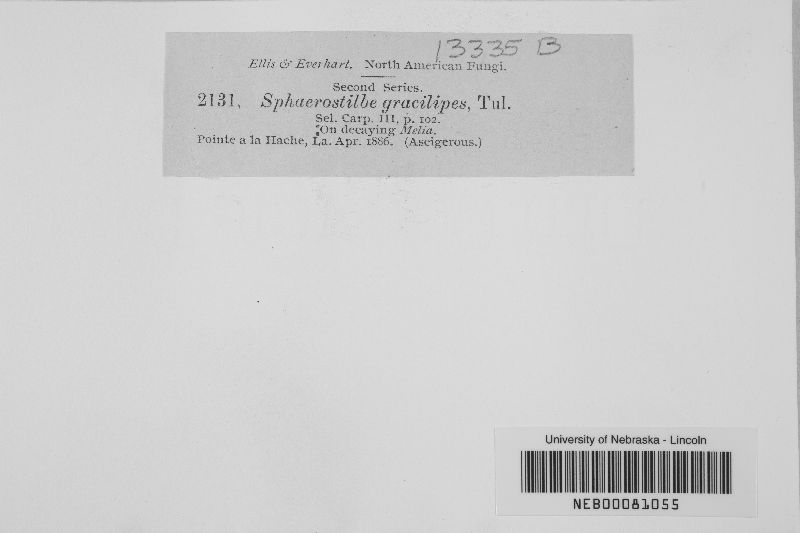 13335 B
Ellis & Everhart. North American Fungi.
Second Series.
2131, Sphaerostilbe gracilipes, Tul.
Sel. Carp. III, p. 102.
On decaying Melia.
Pointe a la Hache, La. Apr. 1886. (Ascigerous.)
University of Nebraska - Lincoln
NEB00081055